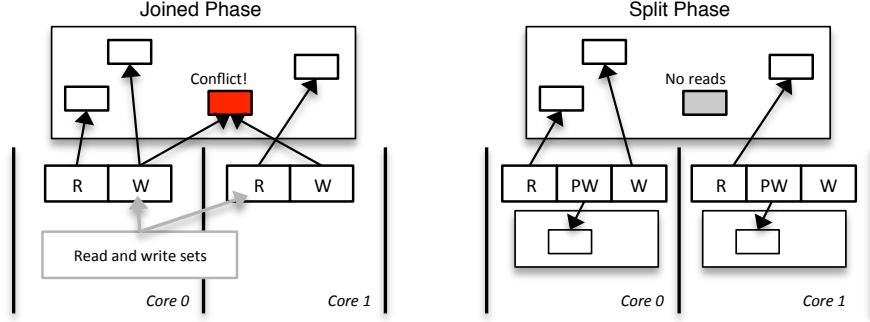 Joined Phase
Conflict!
R W R W
Read and write sets
Core 0 Core 1
Split Phase
No reads
R PW W R PW W
Core 0 Core 1